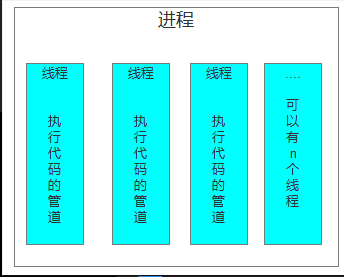 进程
线程
执行代码的管道
线程
执行代码的管道
线程
执行代码的管道
....
可以有n个线程